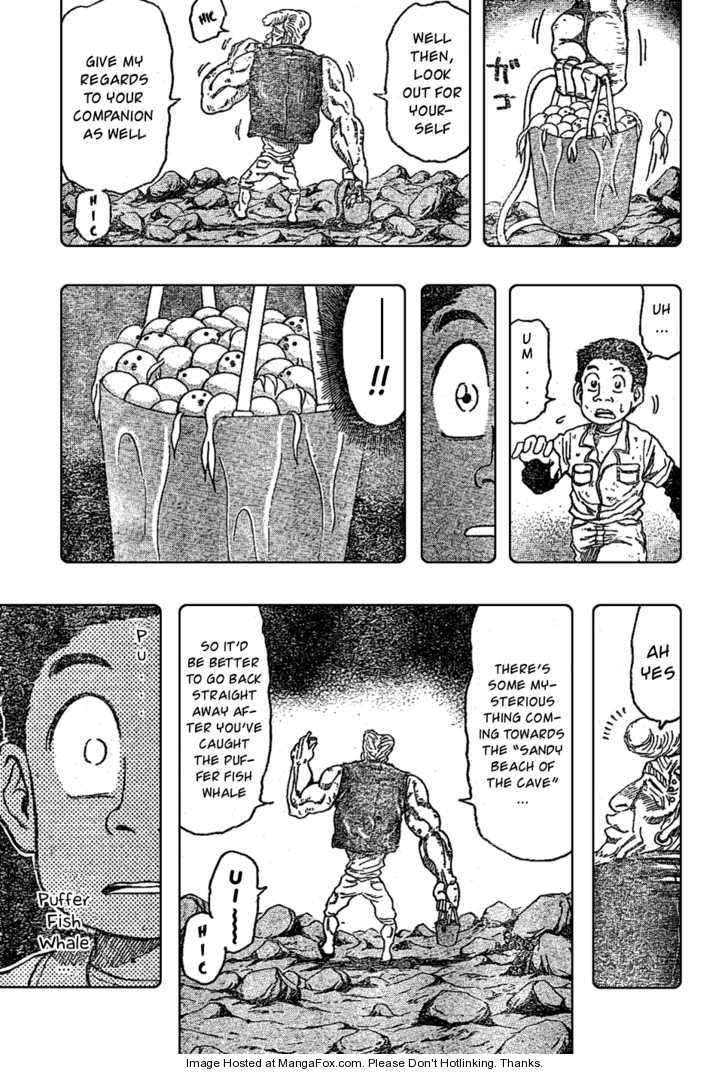 ガ
コ
WELL
THEN,
LOOK
OUT FOR
YOUR-
SELF
HIC
GIVE MY
REGARDS
TO YOUR
COMPANION
AS WELL
HIC
UH
...
UM...
!!
AH
YES
THERE'S
SOME MY-
STERIOUS
THING COM-
ING TOWARDS
THE "SANDY
BEACH OF
THE CAVE"
...
SO IT'D
BE BETTER
TO GO BACK
STRAIGHT
AWAY AF-
TER YOU'VE
CAUGHT
THE PUF-
FER FISH
WHALE
UI~
HIC
PU...
Puffer
Fish
Whale
...
Image Hosted at MangaFox.com. Please Don't Hotlinking. Thanks.